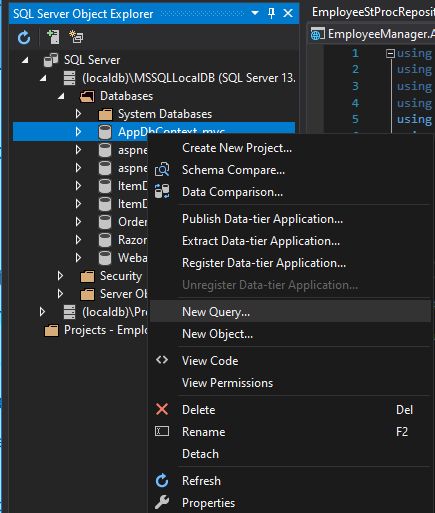 SQL Server Object Explorer
EmployeeStProcReposit
EmployeeManager.A
SQL Server
(localdb)\MSSQLLocalDB (SQL Server 13.
Databases
System Databases
AppDbContext-mvc
aspne
aspne
ItemD
ItemD
Order
Razor
Weba
Security
Server Ob
(localdb)\Pro
Projects - Emplo
1 using
2 using
3 using
4 using
5 using
6 using
Create New Project...
Schema Compare...
Data Comparison...
Publish Data-tier Application...
Extract Data-tier Application...
Register Data-tier Application...
Unregister Data-tier Application...
New Query...
New Object...
View Code
View Permissions
Delete Del
Rename F2
Detach
Refresh
Properties